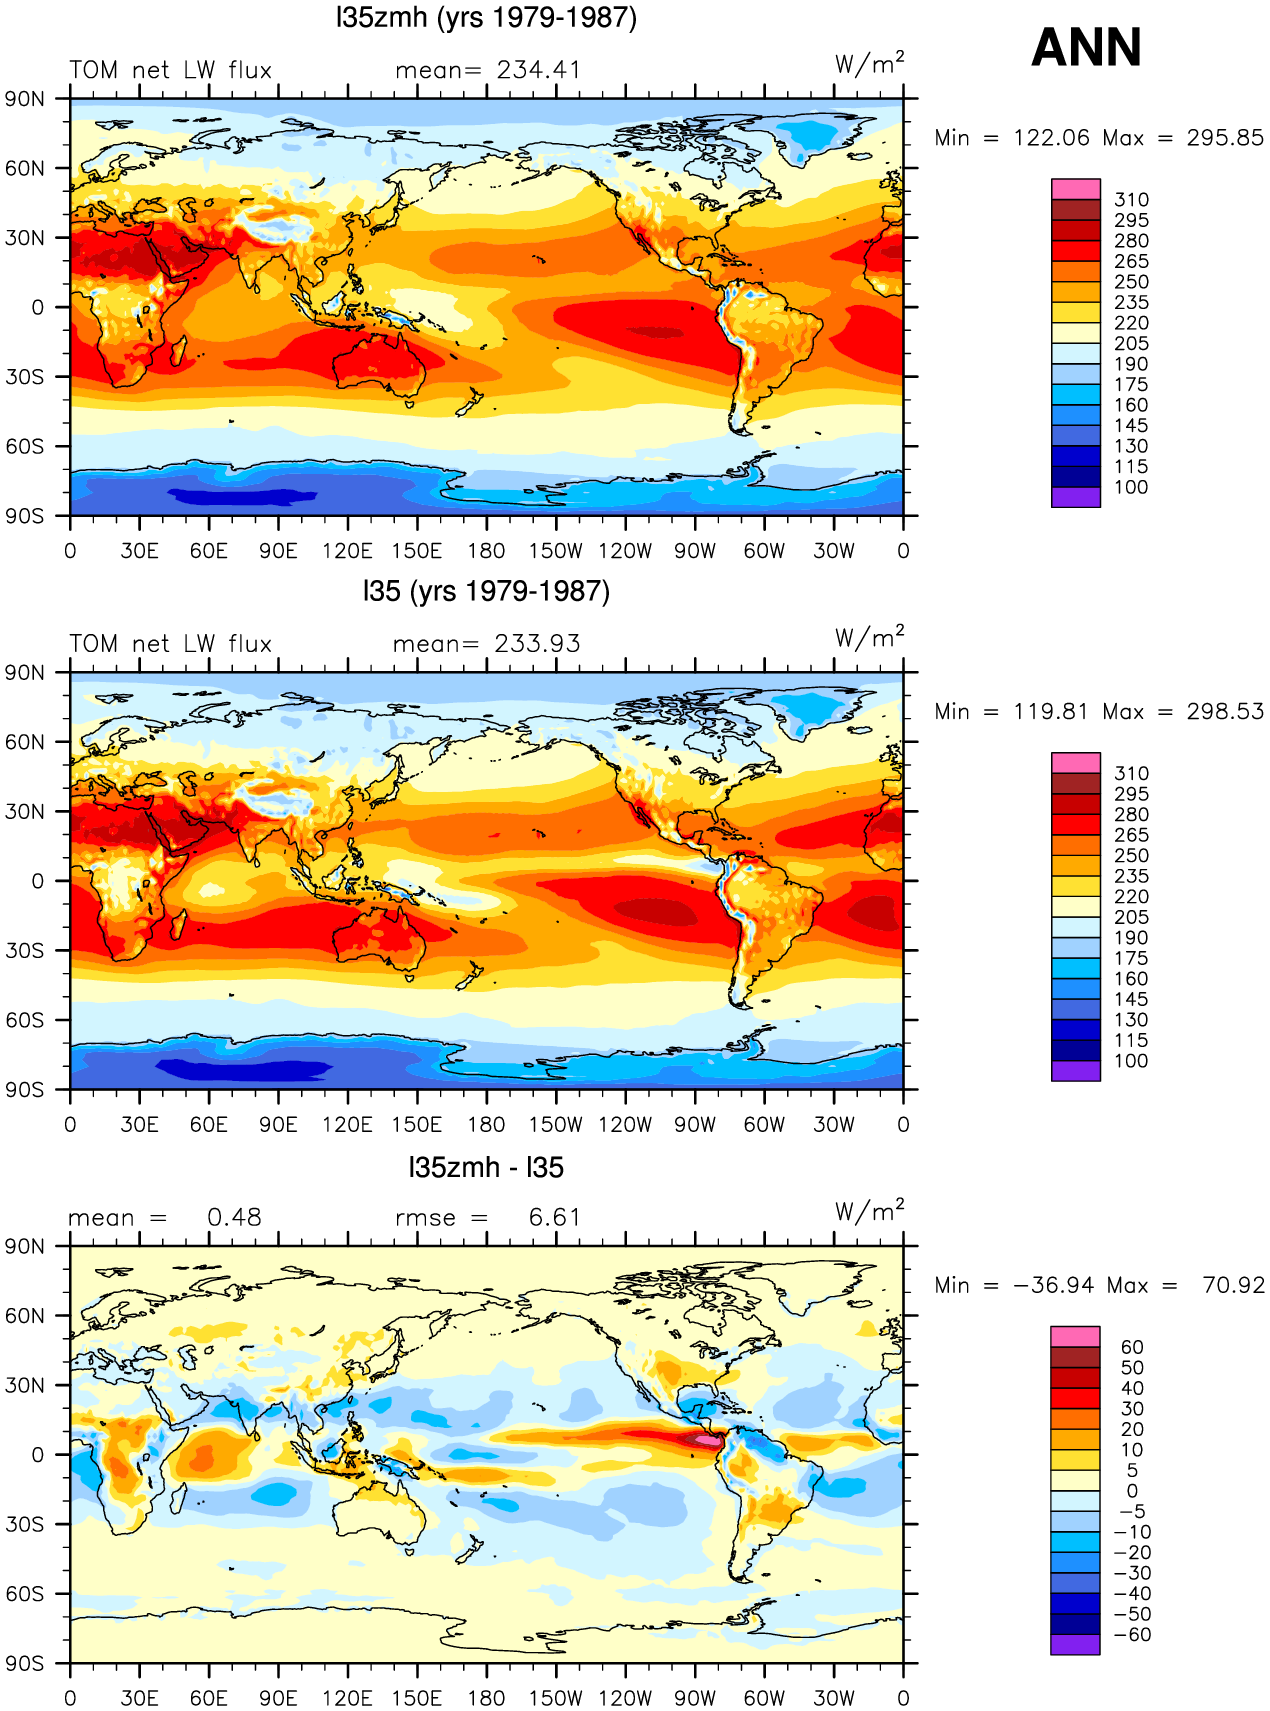 l35zmh (yrs 1979-1987)
ANN
TOM net LW flux mean= 234.41 W/m²
Min = 122.06 Max = 295.85
90N
60N
30N
0
30S
60S
90S
0 30E 60E 90E 120E 150E 180 150W 120W 90W 60W 30W 0
310
295
280
265
250
235
220
205
190
175
160
145
130
115
100
l35 (yrs 1979-1987)
TOM net LW flux mean= 233.93 W/m²
Min = 119.81 Max = 298.53
90N
60N
30N
0
30S
60S
90S
0 30E 60E 90E 120E 150E 180 150W 120W 90W 60W 30W 0
310
295
280
265
250
235
220
205
190
175
160
145
130
115
100
l35zmh - l35
mean = 0.48 rmse = 6.61 W/m²
Min = −36.94 Max = 70.92
90N
60N
30N
0
30S
60S
90S
0 30E 60E 90E 120E 150E 180 150W 120W 90W 60W 30W 0
60
50
40
30
20
10
5
0
−5
−10
−20
−30
−40
−50
−60